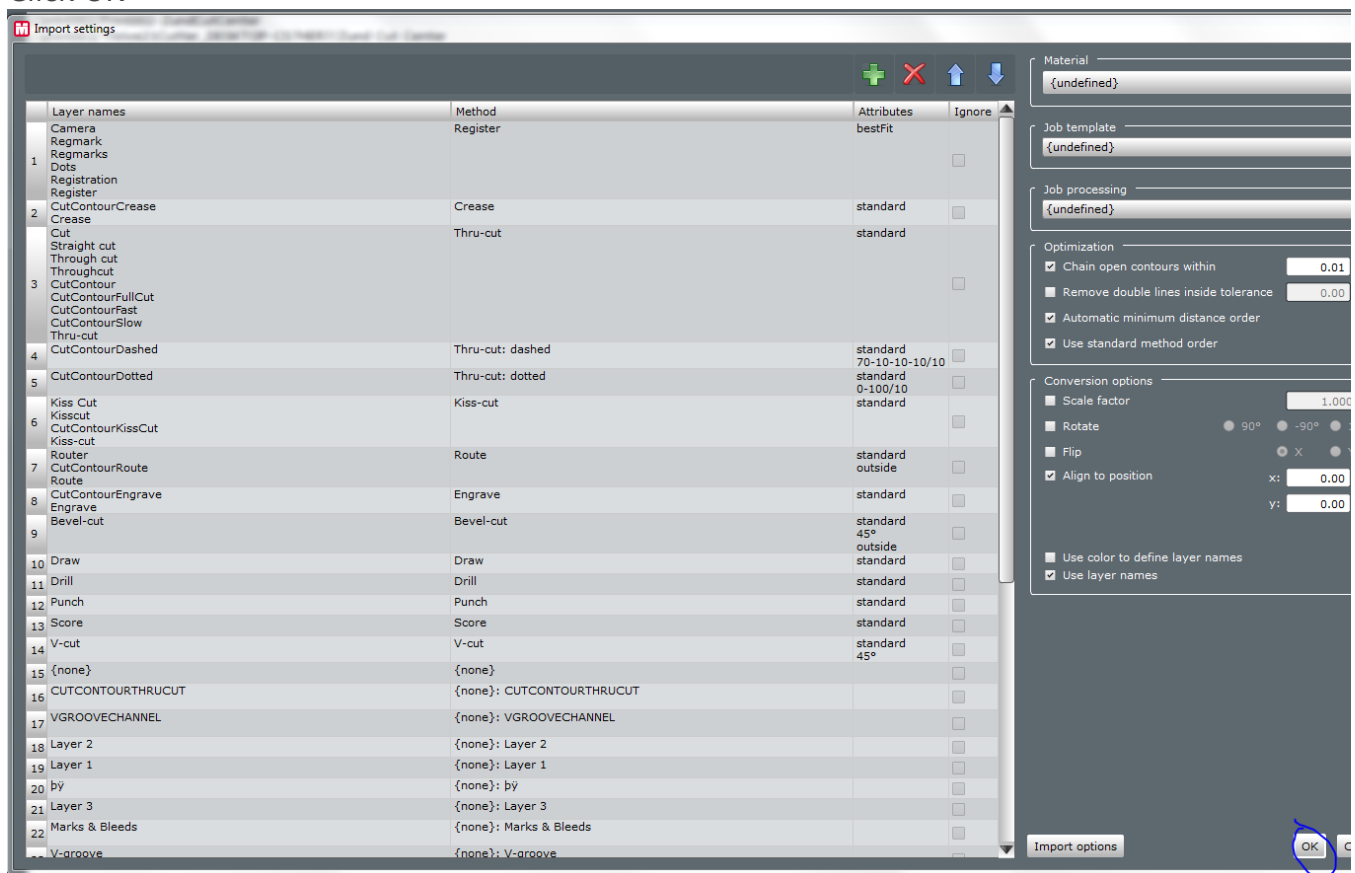 Import settings
Layer names Method Attributes Ignore
1 Camera Register bestFit
Regmark
Regmarks
Dots
Registration
Register
2 CutContourCrease Crease standard
Crease
3 Cut Thru-cut standard
Straight cut
Through cut
Throughcut
CutContour
CutContourFullCut
CutContourFast
CutContourSlow
Thru-cut
4 CutContourDashed Thru-cut: dashed standard
70-10-10-10/10
5 CutContourDotted Thru-cut: dotted standard
0-100/10
6 Kiss Cut Kiss-cut standard
Kisscut
CutContourKissCut
Kiss-cut
7 Router Route standard
CutContourRoute outside
Route
8 CutContourEngrave Engrave standard
Engrave
9 Bevel-cut Bevel-cut standard
45°
outside
10 Draw Draw standard
11 Drill Drill standard
12 Punch Punch standard
13 Score Score standard
14 V-cut V-cut standard
45°
15 {none} {none}
16 CUTCONTOURTHRUCUT {none}: CUTCONTOURTHRUCUT
17 VGROOVECHANNEL {none}: VGROOVECHANNEL
18 Layer 2 {none}: Layer 2
19 Layer 1 {none}: Layer 1
20 þÿ {none}: þÿ
21 Layer 3 {none}: Layer 3
22 Marks & Bleeds {none}: Marks & Bleeds
V-groove {none}: V-groove
Material
{undefined}
Job template
{undefined}
Job processing
{undefined}
Optimization
Chain open contours within 0.01
Remove double lines inside tolerance 0.00
Automatic minimum distance order
Use standard method order
Conversion options
Scale factor 1.000
Rotate 90° -90°
Flip X
Align to position x: 0.00
y: 0.00
Use color to define layer names
Use layer names
Import options OK